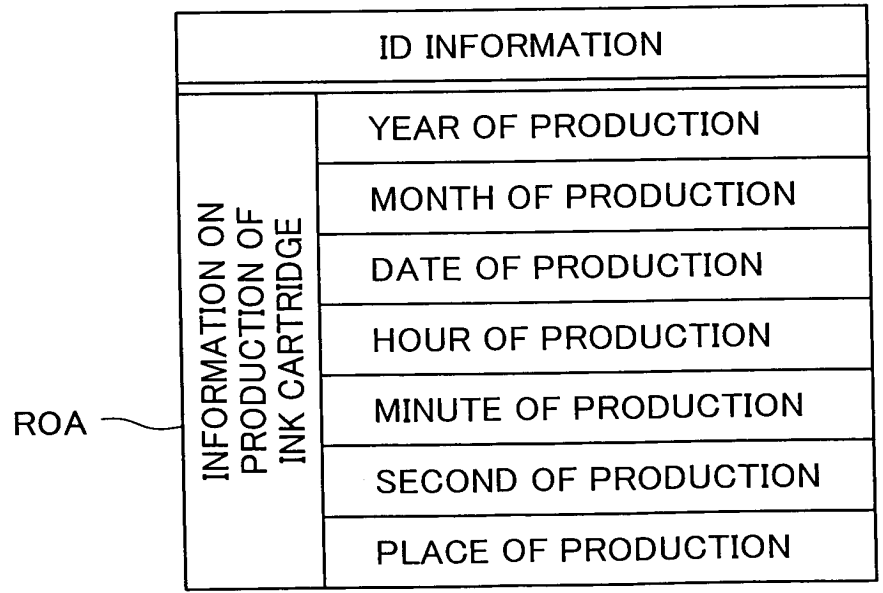 ID INFORMATION
INFORMATION ON
PRODUCTION OF
INK CARTRIDGE
YEAR OF PRODUCTION
MONTH OF PRODUCTION
DATE OF PRODUCTION
HOUR OF PRODUCTION
MINUTE OF PRODUCTION
SECOND OF PRODUCTION
PLACE OF PRODUCTION
ROA